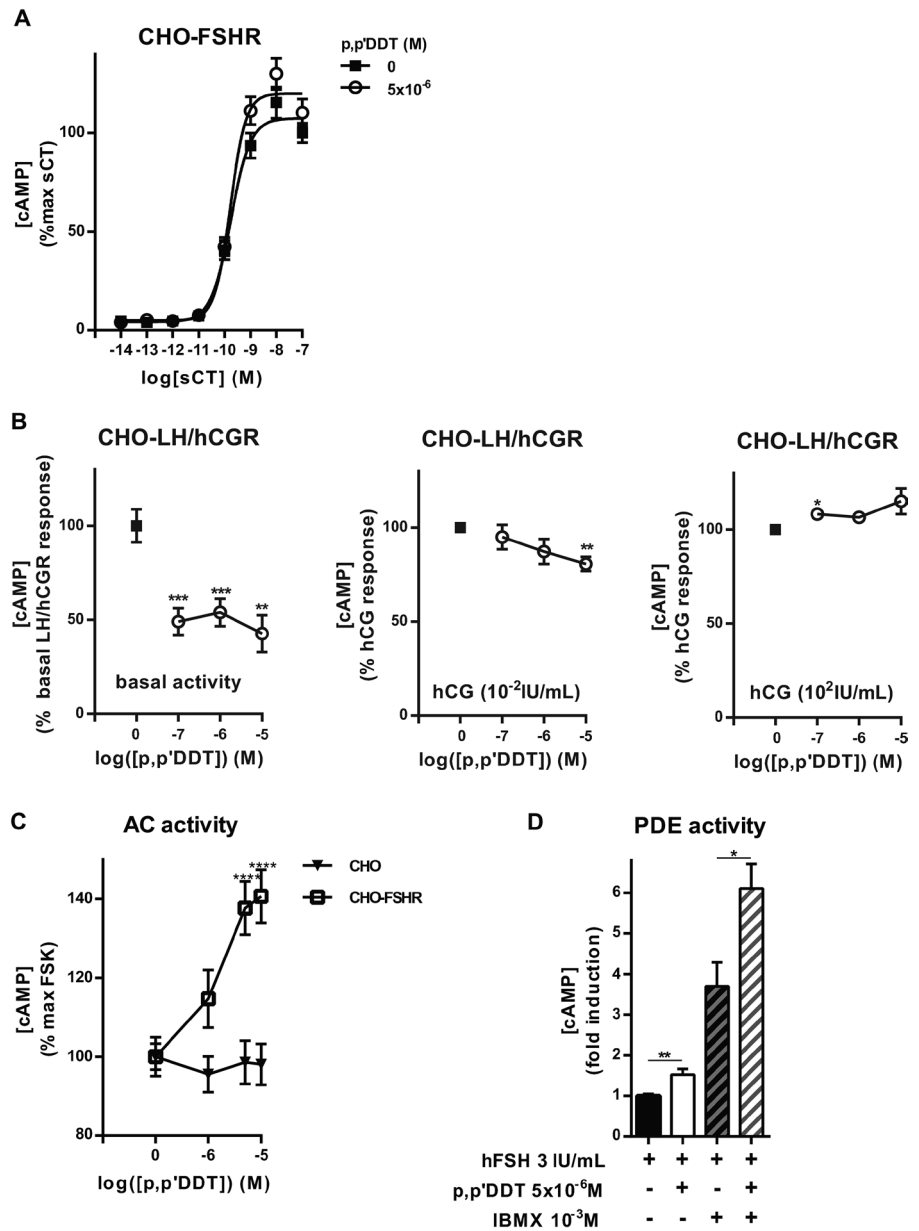 A
CHO-FSHR
p,p'DDT (M)
0
5x10-6
[cAMP]
(%max sCT)
100
50
0
-14 -13 -12 -11 -10 -9 -8 -7
log[sCT] (M)
B
CHO-LH/hCGR
[cAMP]
(% basal LH/hCGR response)
100
50
0
***
***
**
basal activity
0 -7 -6 -5
log([p,p'DDT]) (M)
CHO-LH/hCGR
[cAMP]
(% hCG response)
100
50
0
**
hCG (10-2IU/mL)
0 -7 -6 -5
log([p,p'DDT]) (M)
CHO-LH/hCGR
[cAMP]
(% hCG response)
100
50
0
*
hCG (102IU/mL)
0 -7 -6 -5
log([p,p'DDT]) (M)
C
AC activity
[cAMP]
(% max FSK)
140
120
100
80
****
****
CHO
CHO-FSHR
0 -6 -5
log([p,p'DDT]) (M)
D
PDE activity
[cAMP]
(fold induction)
6
5
4
2
1
0
**
*
+ + + +
hFSH 3 IU/mL
p,p'DDT 5x10-6M - + - +
IBMX 10-3M - - + +